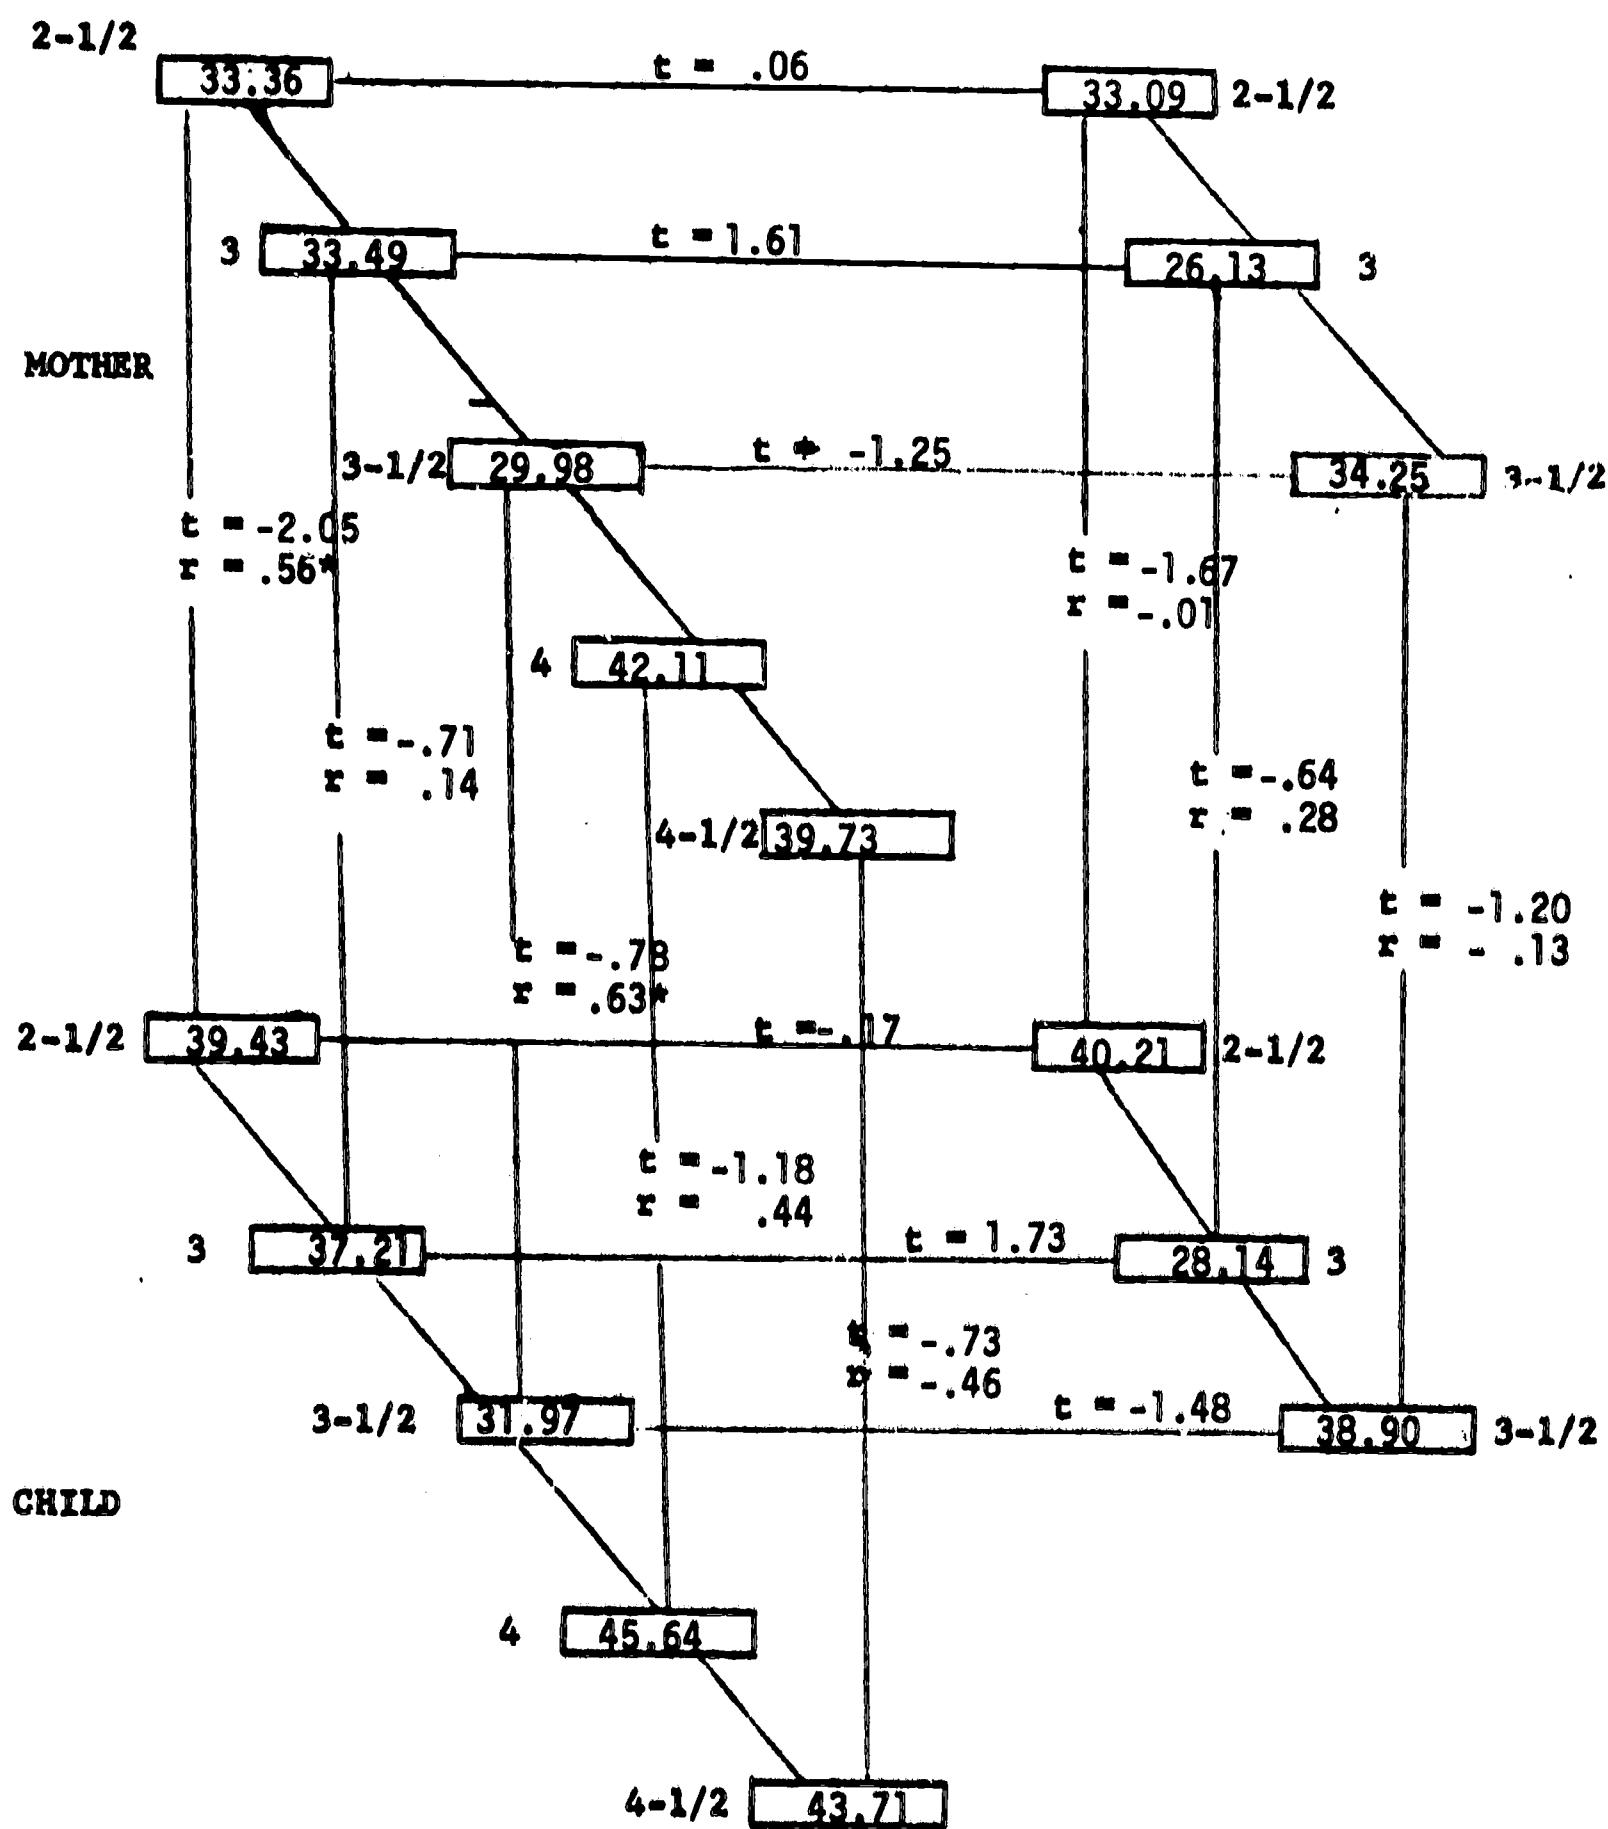 2-1/2
33.36
t = .06
33.09
2-1/2
3
33.49
t = 1.61
26.13
3
MOTHER
3-1/2
29.98
t = -1.25
34.25
3-1/2
t = -2.05
r = .56*
t = -1.67
r = -.01
4
42.11
t = -.71
r = .14
t = -.64
r = .28
4-1/2
39.73
t = -1.20
r = - .13
t = -.78
r = .63*
2-1/2
39.43
t = -.17
40.21
2-1/2
t = -1.18
r = .44
3
37.21
t = 1.73
28.14
3
t = -.73
r = -.46
3-1/2
31.97
t = -1.48
38.90
3-1/2
CHILD
4
45.64
4-1/2
43.71